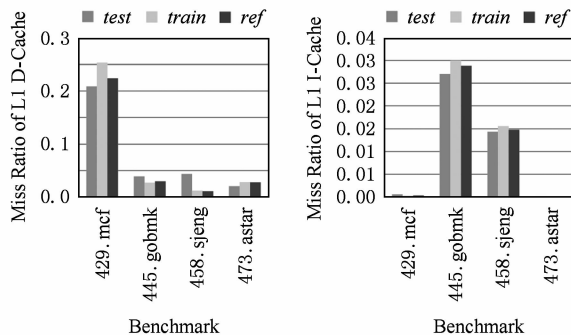 test train ref
Miss Ratio of L1 D-Cache
0.3
0.2
0.1
0.0
429. mcf
445. gobmk
458. sjeng
473. astar
Benchmark
test train ref
Miss Ratio of L1 I-Cache
0.04
0.03
0.03
0.02
0.02
0.01
0.01
0.00
429. mcf
445. gobmk
458. sjeng
473. astar
Benchmark